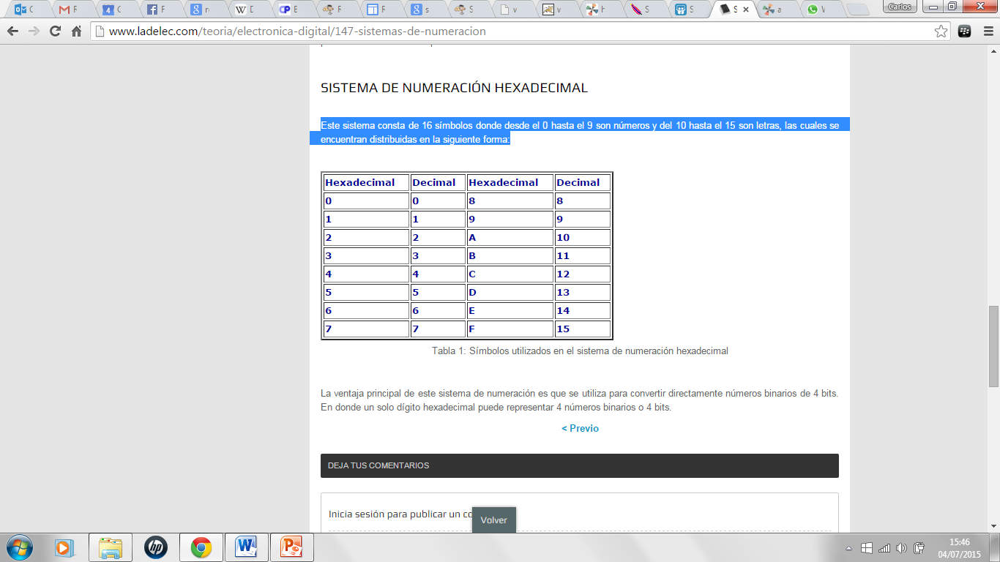 Carlos
www.ladelec.com/teoria/electronica-digital/147-sistemas-de-numeracion
SISTEMA DE NUMERACIÓN HEXADECIMAL
Este sistema consta de 16 símbolos donde desde el 0 hasta el 9 son números y del 10 hasta el 15 son letras, las cuales se
encuentran distribuidas en la siguiente forma:
Hexadecimal Decimal Hexadecimal Decimal
0 0 8 8
1 1 9 9
2 2 A 10
3 3 B 11
4 4 C 12
5 5 D 13
6 6 E 14
7 7 F 15
Tabla 1: Símbolos utilizados en el sistema de numeración hexadecimal
La ventaja principal de este sistema de numeración es que se utiliza para convertir directamente números binarios de 4 bits.
En donde un solo dígito hexadecimal puede representar 4 números binarios o 4 bits.
< Previo
DEJA TUS COMENTARIOS
Inicia sesión para publicar un co
Volver
15:46
04/07/2015